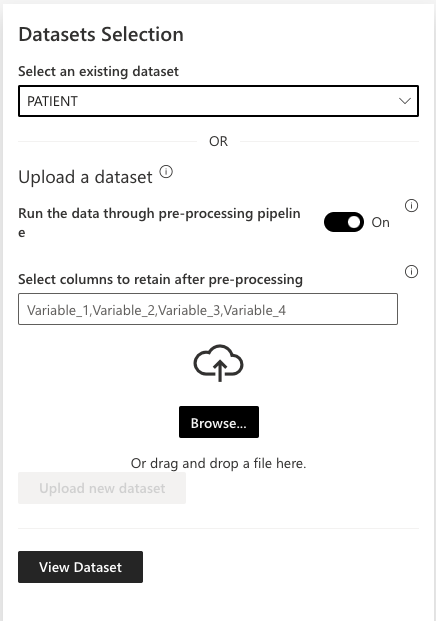 Datasets Selection
Select an existing dataset
PATIENT
OR
Upload a dataset
Run the data through pre-processing pipelin
e
On
Select columns to retain after pre-processing
Variable_1,Variable_2,Variable_3,Variable_4
Browse...
Or drag and drop a file here.
Upload new dataset
View Dataset